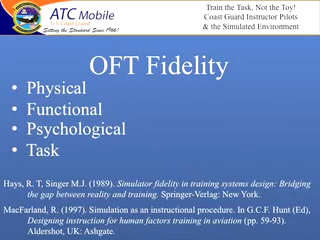 ATC Mobile
U.S. Coast Guard
Setting the Standard Since 1966!
Train the Task, Not the Toy!
Coast Guard Instructor Pilots
& the Simulated Environment
OFT Fidelity
• Physical
• Functional
• Psychological
• Task
Hays, R. T, Singer M.J. (1989). Simulator fidelity in training systems design: Bridging
the gap between reality and training. Springer-Verlag: New York.
MacFarland, R. (1997). Simulation as an instructional procedure. In G.C.F. Hunt (Ed),
Designing instruction for human factors training in aviation (pp. 59-93).
Aldershot, UK: Ashgate.